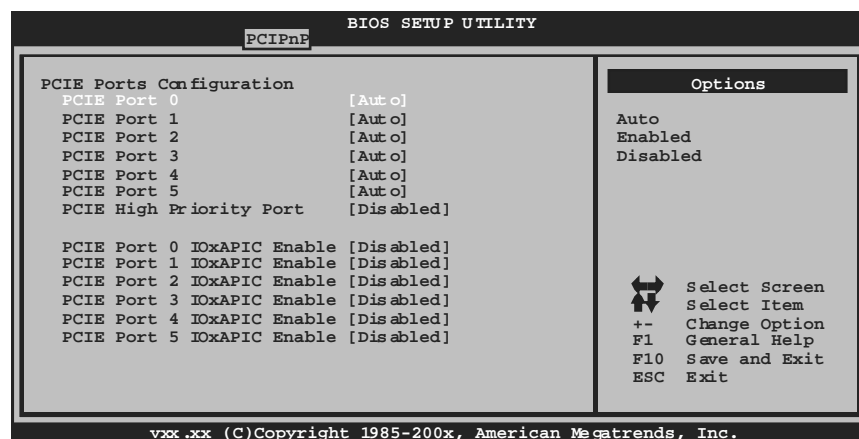 BIOS SETUP UTILITY
PCIPnP
PCIE Ports Configuration
PCIE Port 0 [Auto]
PCIE Port 1 [Auto]
PCIE Port 2 [Auto]
PCIE Port 3 [Auto]
PCIE Port 4 [Auto]
PCIE Port 5 [Auto]
PCIE High Priority Port [Disabled]
PCIE Port 0 IOxAPIC Enable [Disabled]
PCIE Port 1 IOxAPIC Enable [Disabled]
PCIE Port 2 IOxAPIC Enable [Disabled]
PCIE Port 3 IOxAPIC Enable [Disabled]
PCIE Port 4 IOxAPIC Enable [Disabled]
PCIE Port 5 IOxAPIC Enable [Disabled]
Options
Auto
Enabled
Disabled
Select Screen
Select Item
+- Change Option
F1 General Help
F10 Save and Exit
ESC Exit
vxx.xx (C)Copyright 1985-200x, American Megatrends, Inc.